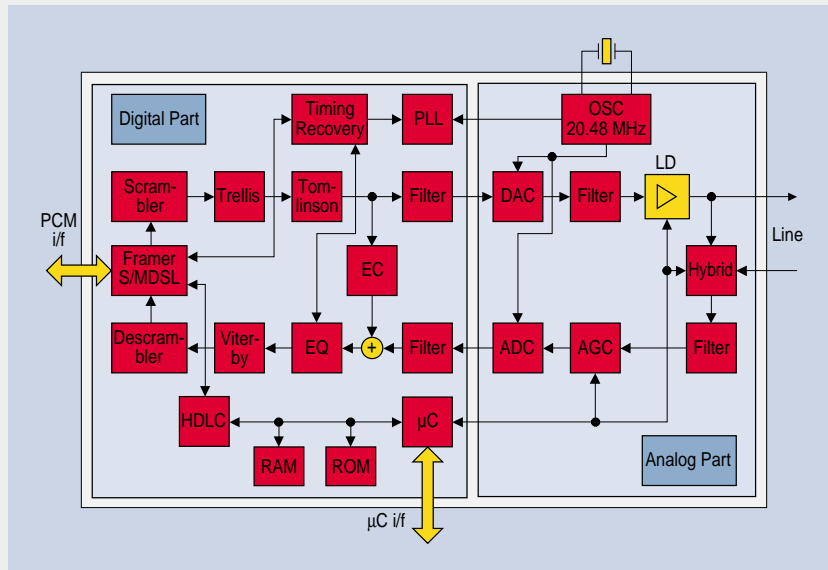 Digital Part
Timing
Recovery
PLL
OSC
20.48 MHz
LD
Scram-
bler
Trellis
Tom-
linson
Filter
DAC
Filter
PCM
i/f
Framer
S/MDSL
EC
Hybrid
Line
Descram-
bler
Viter-
by
EQ
+
Filter
ADC
AGC
Filter
HDLC
µC
RAM
ROM
Analog Part
µC i/f